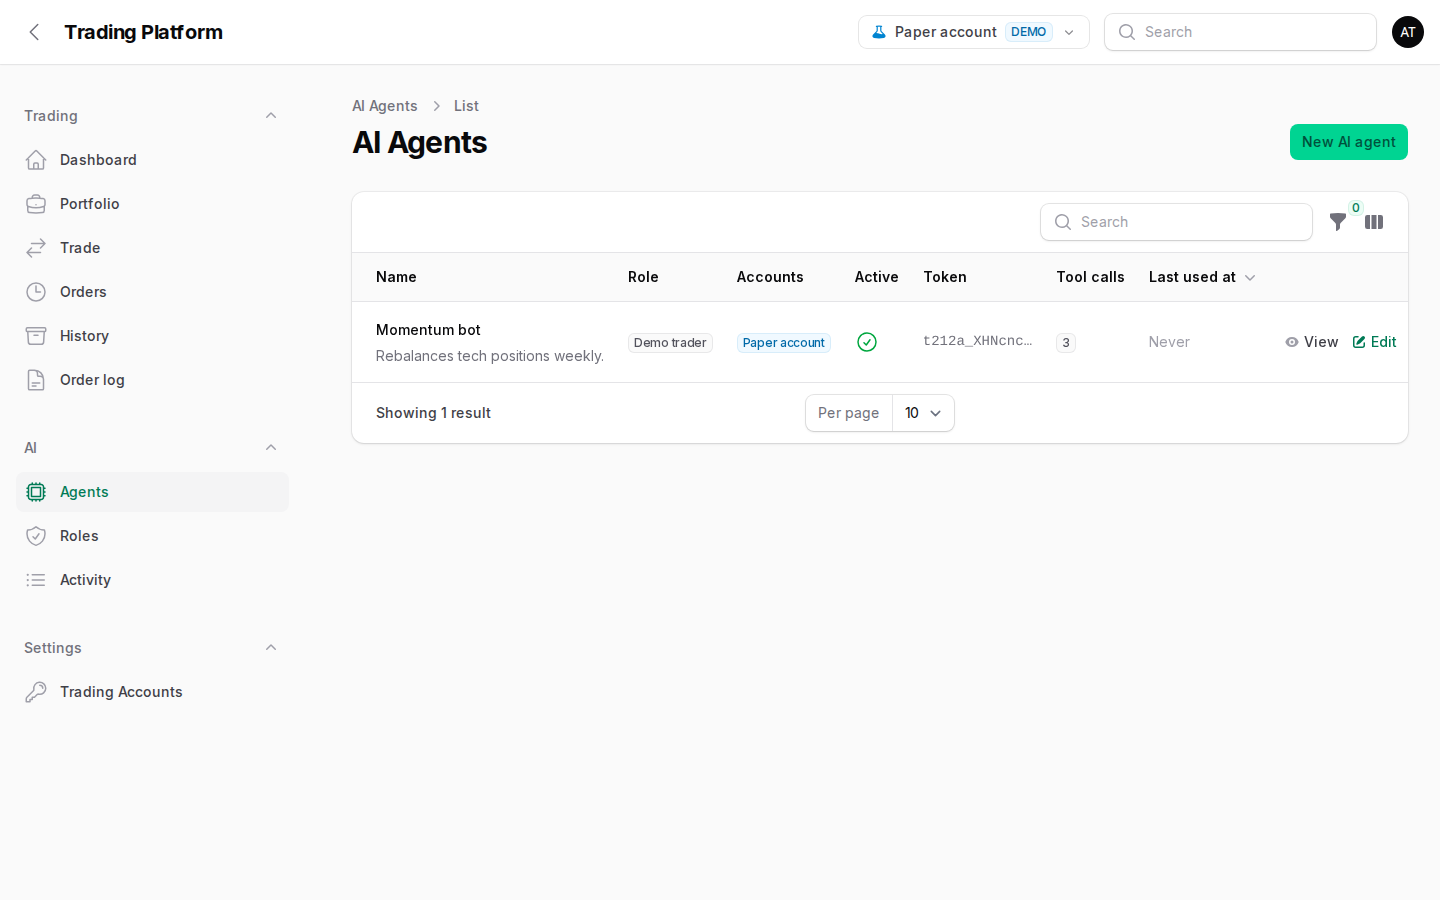 Trading Platform
Paper account DEMO
Search
AT
Trading
Dashboard
Portfolio
Trade
Orders
History
Order log
AI
Agents
Roles
Activity
Settings
Trading Accounts
AI Agents > List
AI Agents
New AI agent
Search
0
Name Role Accounts Active Token Tool calls Last used at
Momentum bot
Rebalances tech positions weekly.
Demo trader Paper account t212a_XHNcnc… 3 Never View Edit
Showing 1 result
Per page 10